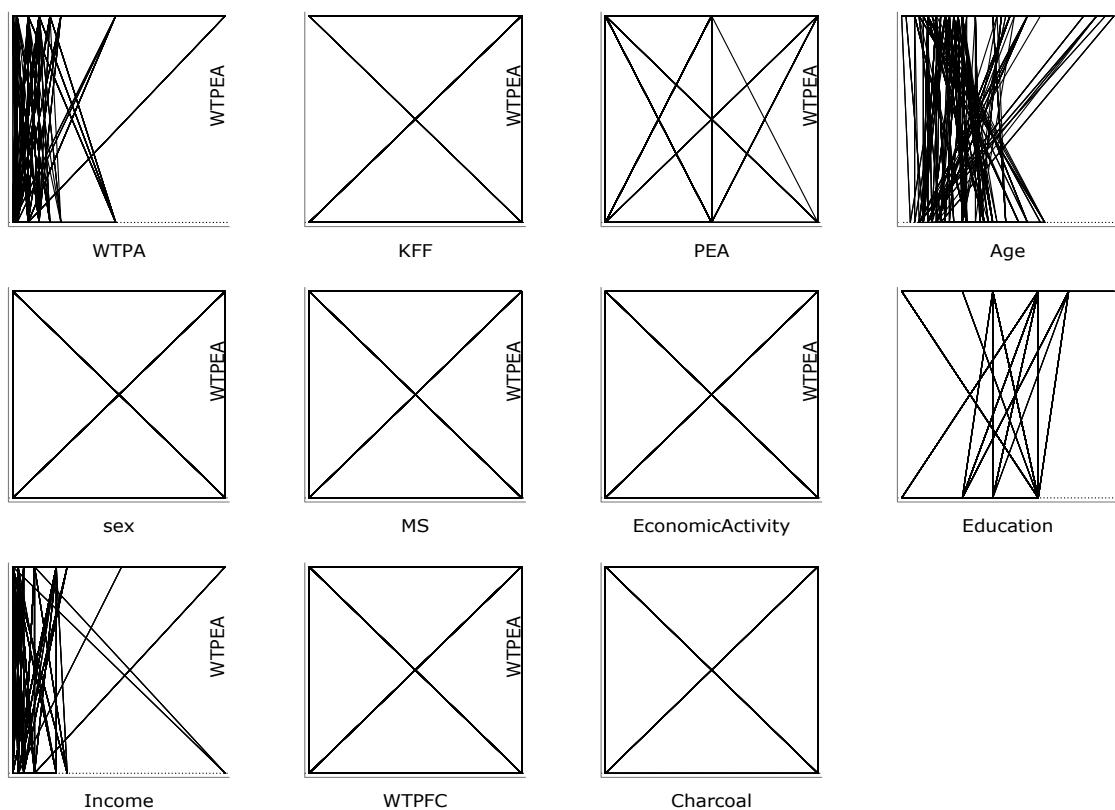 WTPEA
WTPEA
WTPEA
WTPA
KFF
PEA
Age
WTPEA
WTPEA
WTPEA
sex
MS
EconomicActivity
Education
WTPEA
WTPEA
Income
WTPFC
Charcoal